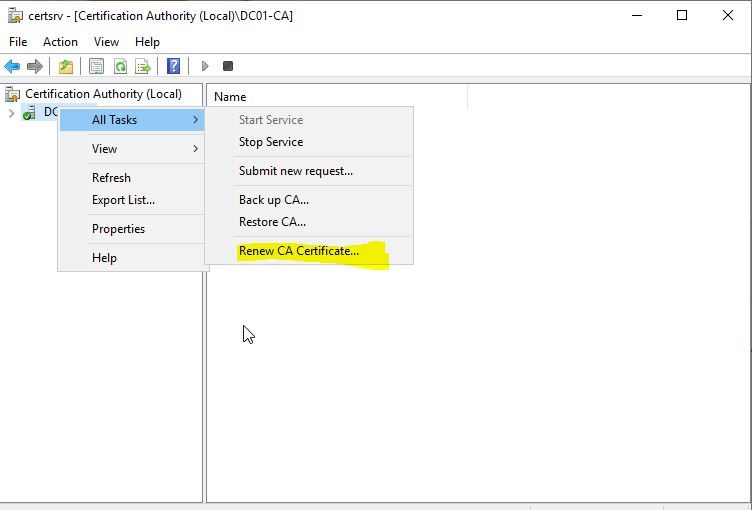 certsrv - [Certification Authority (Local)\DC01-CA]
File Action View Help
Certification Authority (Local)
Name
All Tasks
View
Refresh
Export List...
Properties
Help
Start Service
Stop Service
Submit new request...
Back up CA...
Restore CA...
Renew CA Certificate...